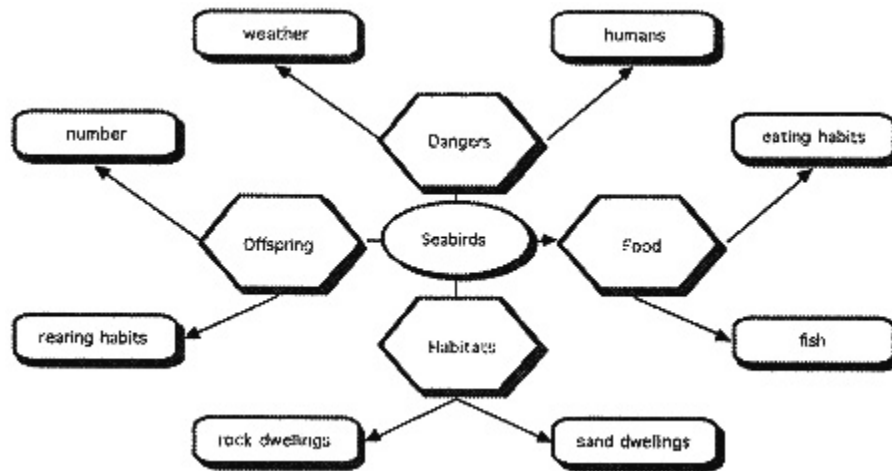 weather
humans
number
Dangers
eating habits
Offspring
Seabirds
Food
rearing habits
Habitats
fish
rock dwellings
sand dwellings